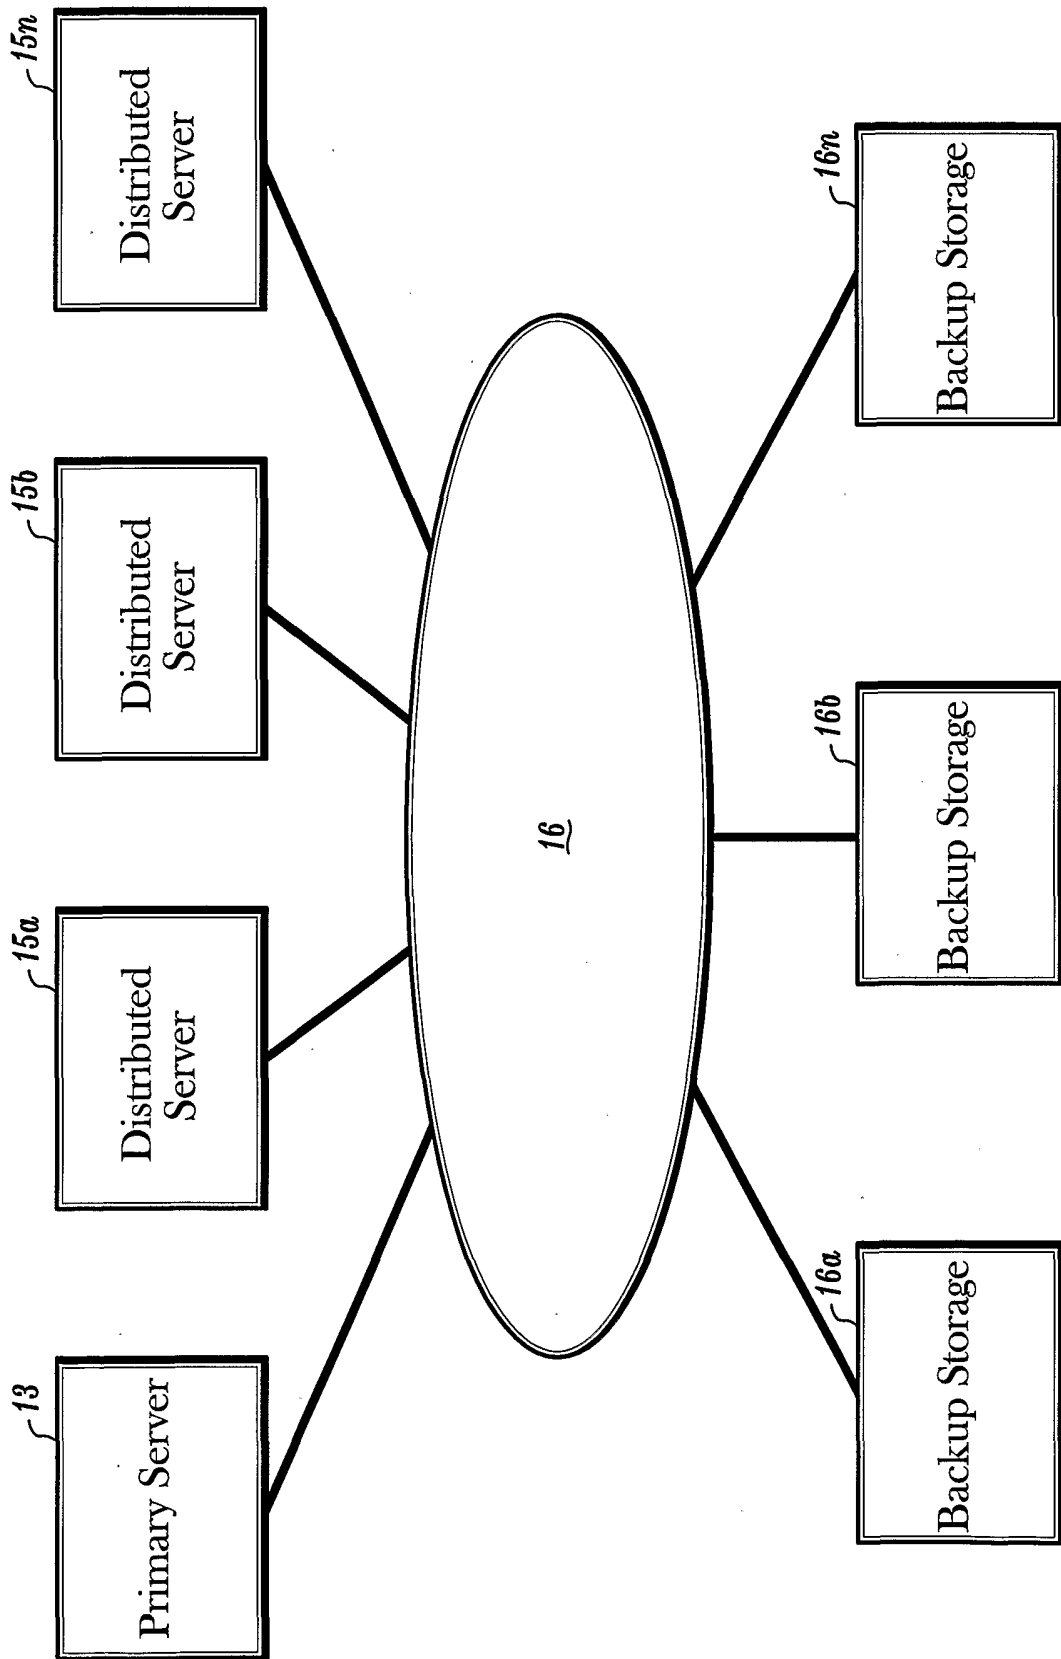 13
Primary Server
15a
Distributed
Server
15b
Distributed
Server
15n
Distributed
Server
16
16a
Backup Storage
16b
Backup Storage
16n
Backup Storage